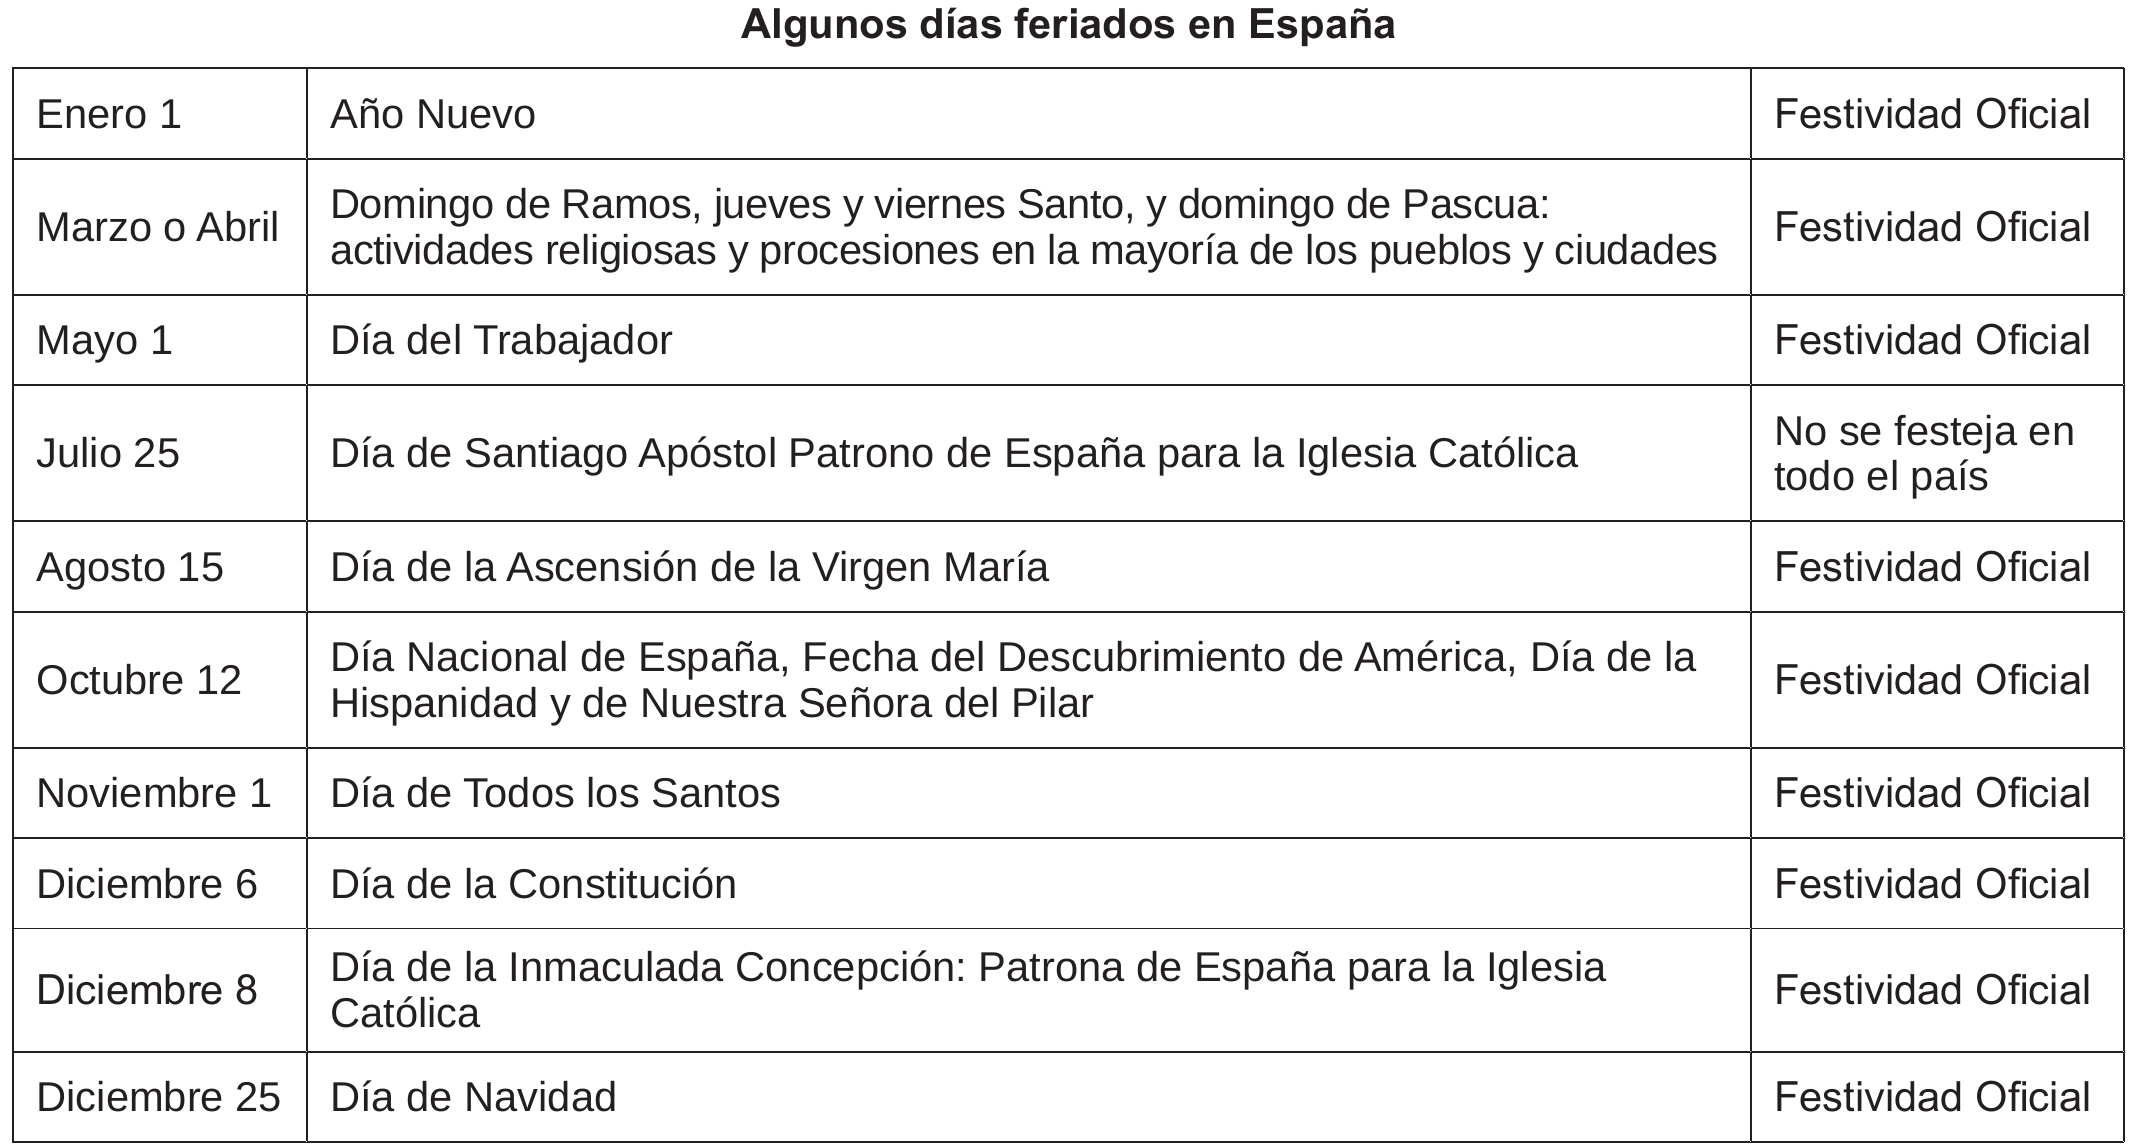 Algunos días feriados en España
Enero 1
Año Nuevo
Festividad Oficial
Marzo o Abril
Domingo de Ramos, jueves y viernes Santo, y domingo de Pascua:
actividades religiosas y procesiones en la mayoría de los pueblos y ciudades
Festividad Oficial
Mayo 1
Día del Trabajador
Festividad Oficial
Julio 25
Día de Santiago Apóstol Patrono de España para la Iglesia Católica
No se festeja en
todo el país
Agosto 15
Día de la Ascensión de la Virgen María
Festividad Oficial
Octubre 12
Día Nacional de España, Fecha del Descubrimiento de América, Día de la
Hispanidad y de Nuestra Señora del Pilar
Festividad Oficial
Noviembre 1
Día de Todos los Santos
Festividad Oficial
Diciembre 6
Día de la Constitución
Festividad Oficial
Diciembre 8
Día de la Inmaculada Concepción: Patrona de España para la Iglesia
Católica
Festividad Oficial
Diciembre 25
Día de Navidad
Festividad Oficial